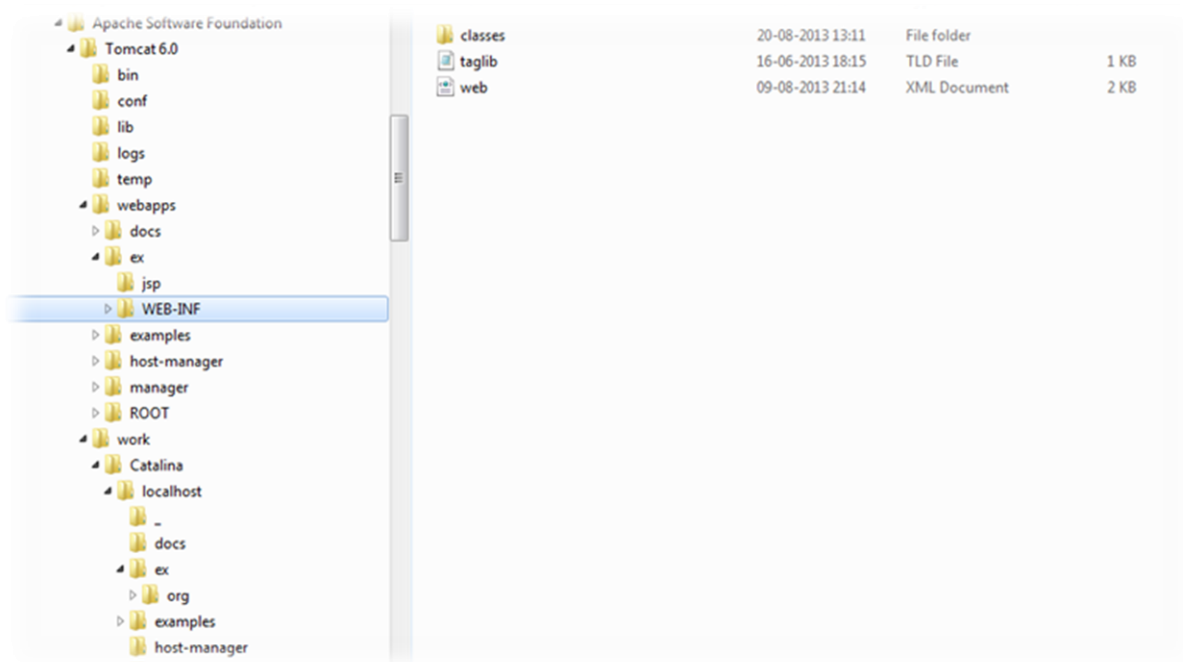 Apache Software Foundation
Tomcat 6.0
bin
conf
lib
logs
temp
webapps
docs
ex
jsp
WEB-INF
examples
host-manager
manager
ROOT
work
Catalina
localhost
_
docs
ex
org
examples
host-manager
classes 20-08-2013 13:11 File folder
taglib 16-06-2013 18:15 TLD File 1 KB
web 09-08-2013 21:14 XML Document 2 KB